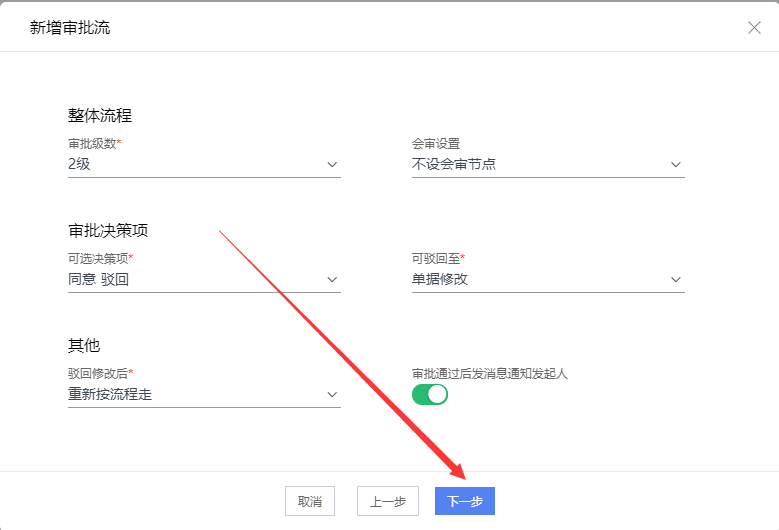 新增审批流
整体流程
审批级数* 会审设置
2级 不设会审节点
审批决策项
可选决策项* 可驳回至*
同意 驳回 单据修改
其他
驳回修改后* 审批通过后发消息通知发起人
重新按流程走
取消 上一步 下一步